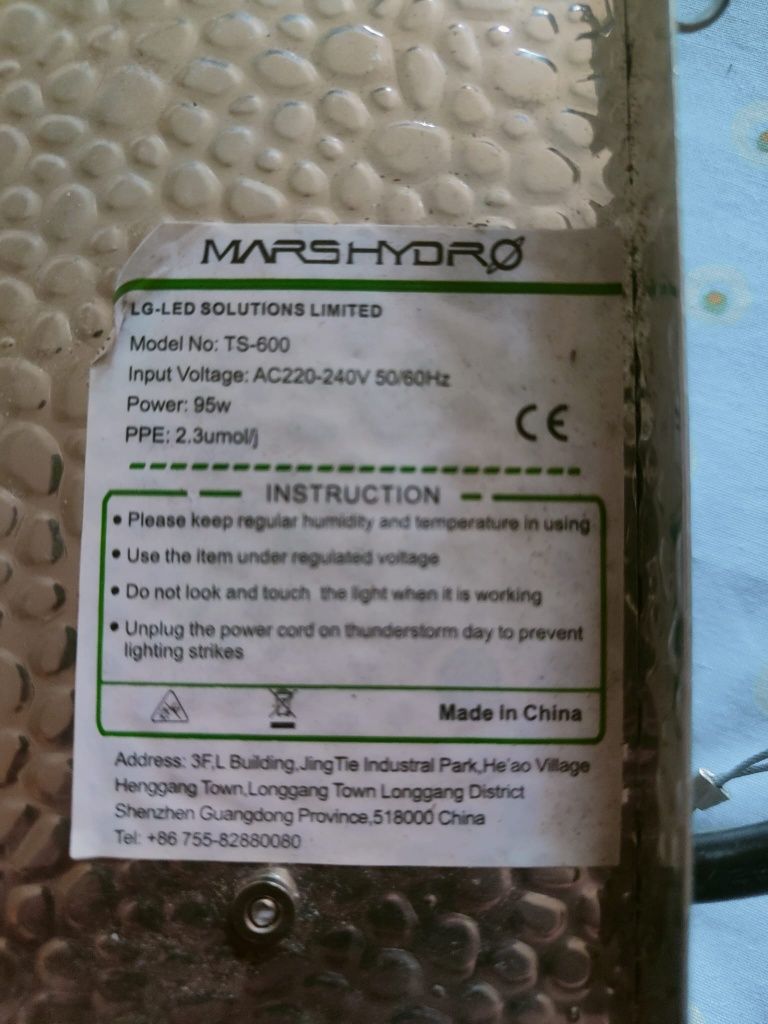 MARS HYDRO
LG-LED SOLUTIONS LIMITED
Model No: TS-600
Input Voltage: AC220-240V 50/60Hz
Power: 95w
PPE: 2.3umol/j
CE
INSTRUCTION
• Please keep regular humidity and temperature in using
• Use the item under regulated voltage
• Do not look and touch the light when it is working
• Unplug the power cord on thunderstorm day to prevent
lighting strikes
Made in China
Address: 3F,L Building,JingTie Industral Park,He'ao Village
Henggang Town,Longgang Town Longgang District
Shenzhen Guangdong Province,518000 China
Tel: +86 755-82880080